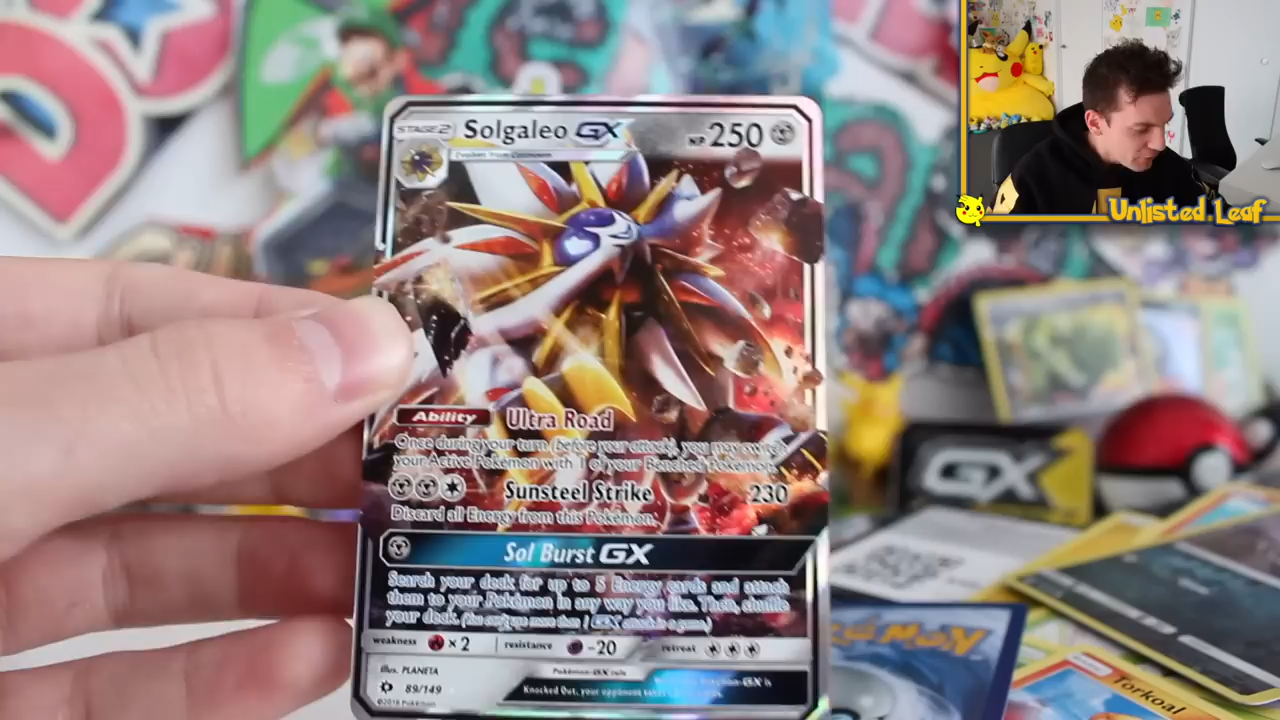 STAGE2 Solgaleo GX HP 250
Evolves from Cosmoem
Ability Ultra Road
Once during your turn (before your attack), you may switch
your Active Pokémon with 1 of your Benched Pokémon.
Sunsteel Strike 230
Discard all Energy from this Pokémon.
Sol Burst GX
Search your deck for up to 5 Energy cards and attach
them to your Pokémon in any way you like. Then, shuffle
your deck. (You can't use more than 1 GX attack in a game.)
weakness ×2 resistance -20 retreat
illus. PLANETA
Pokémon-GX rule
Knocked Out, your opponent takes
89/149
©2016 Pokémon
Unlisted Leaf
GX
Torkoal